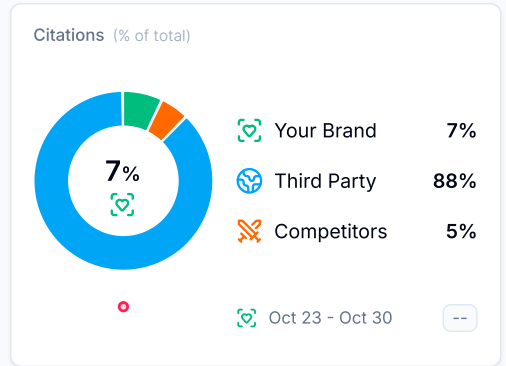 Citations (% of total)
7%
Your Brand 7%
Third Party 88%
Competitors 5%
Oct 23 - Oct 30 --